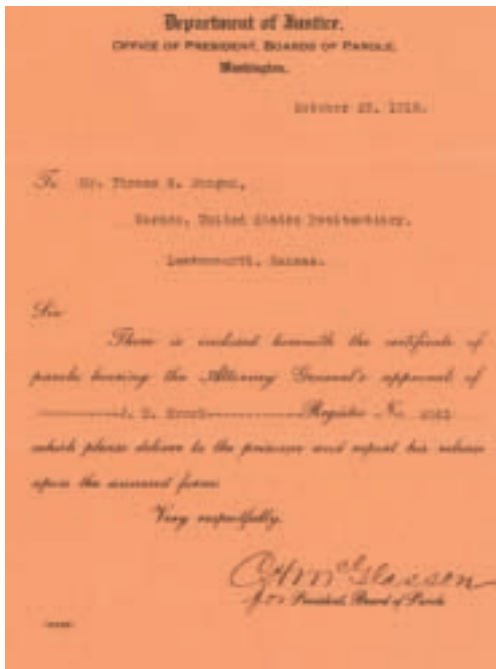 Department of Justice,
OFFICE OF PRESIDENT, BOARDS OF PAROLE,
Washington.
October
To Mr. Thomas W. Morgan,
Warden, United States Penitentiary,
Leavenworth, Kansas.
Sir
There is enclosed herewith the certificate of
parole bearing the Attorney General's approval of
Register No.
which please deliver to the prisoner and report his release
upon the annexed form
Very respectfully,
President, Board of Parole